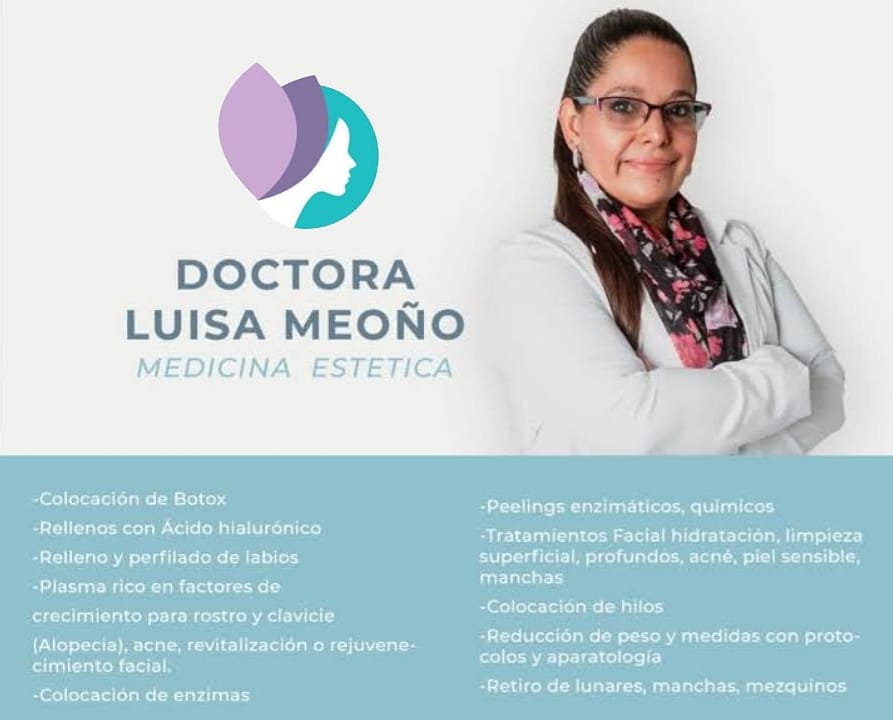 DOCTORA
LUISA MEOÑO
MEDICINA ESTETICA
-Colocación de Botox
-Rellenos con Ácido hialurónico
-Relleno y perfilado de labios
-Plasma rico en factores de
crecimiento para rostro y clavicie
(Alopecia), acne, revitalización o rejuvene-
cimiento facial.
-Colocación de enzimas
-Peelings enzimáticos, químicos
-Tratamientos Facial hidratación, limpieza
superficial, profundos, acné, piel sensible,
manchas
-Colocación de hilos
-Reducción de peso y medidas con proto-
colos y aparatología
-Retiro de lunares, manchas, mezquinos